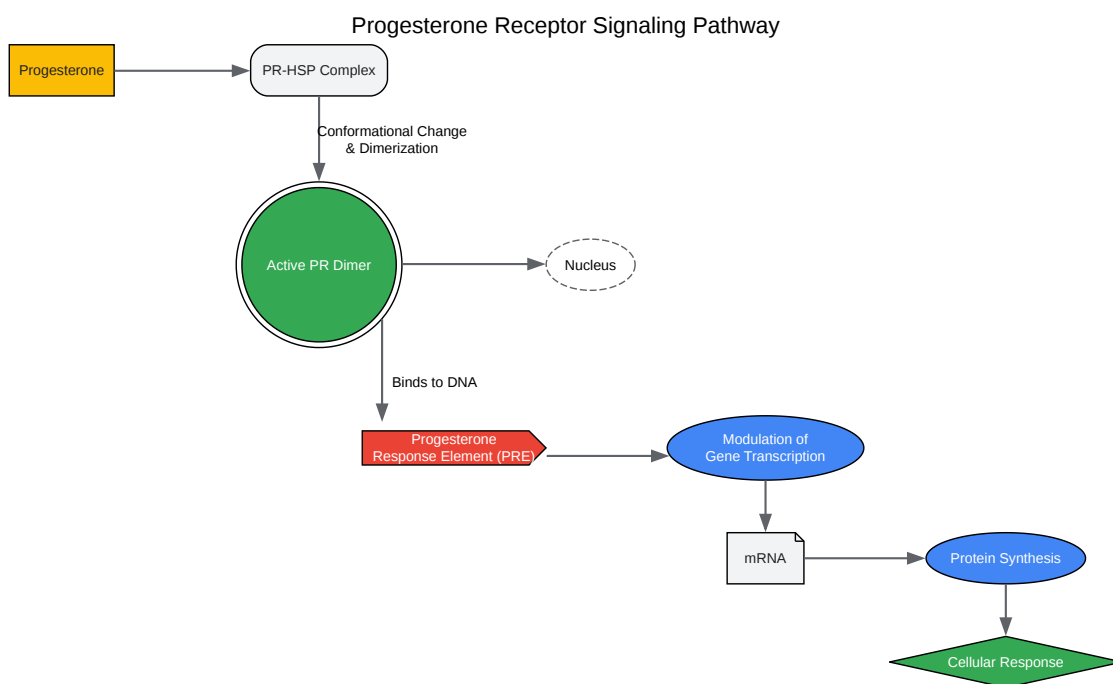 Progesterone Receptor Signaling Pathway
Progesterone
PR-HSP Complex
Conformational Change
& Dimerization
Active PR Dimer
Nucleus
Binds to DNA
Progesterone
Response Element (PRE)
Modulation of
Gene Transcription
mRNA
Protein Synthesis
Cellular Response